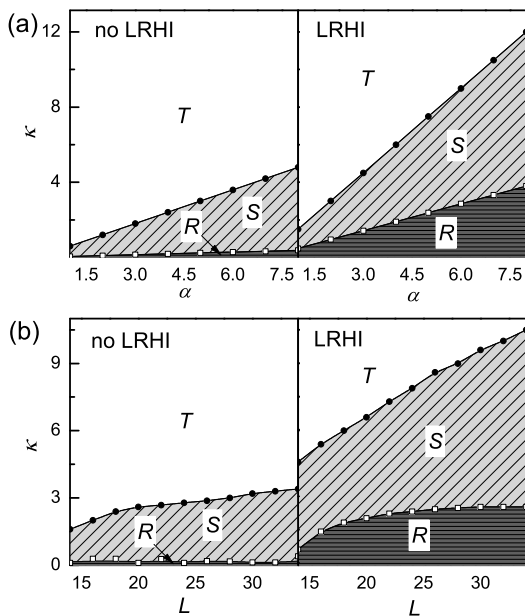 (a) no LRHI LRHI
12
8
4
κ
T
S
R
T
S
R
1.5 3.0 4.5 6.0 7.5 1.5 3.0 4.5 6.0 7.5
α α
(b) no LRHI LRHI
9
6
3
0
κ
T
S
R
T
S
R
15 20 25 30 15 20 25 30
L L